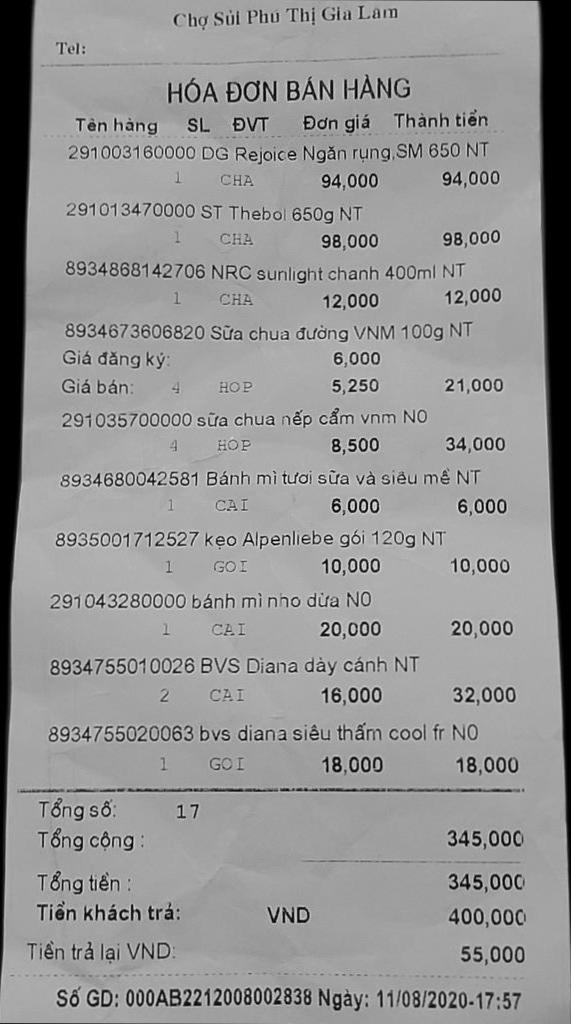 Chợ Sủi Phú Thị Gia Lâm
Tel:
HÓA ĐƠN BÁN HÀNG
Tên hàng SL ĐVT Đơn giá Thành tiền
291003160000 DG Rejoice Ngăn rụng,SM 650 NT
1 CHA 94,000 94,000
291013470000 ST Thebol 650g NT
1 CHA 98,000 98,000
8934868142706 NRC sunlight chanh 400ml NT
1 CHA 12,000 12,000
8934673606820 Sữa chua đường VNM 100g NT
Giá đăng ký: 6,000
Giá bán: 4 HOP 5,250 21,000
291035700000 sữa chua nếp cẩm vnm N0
4 HOP 8,500 34,000
8934680042581 Bánh mì tươi sữa và siêu mề NT
1 CAI 6,000 6,000
8935001712527 kẹo Alpenliebe gói 120g NT
1 GOI 10,000 10,000
291043280000 bánh mì nho dừa N0
1 CAI 20,000 20,000
8934755010026 BVS Diana dày cánh NT
2 CAI 16,000 32,000
8934755020063 bvs diana siêu thấm cool fr N0
1 GOI 18,000 18,000
Tổng số: 17
Tổng cộng : 345,000
Tổng tiền : 345,000
Tiền khách trả: VND 400,000
Tiền trả lại VND: 55,000
Số GD: 000AB2212008002838 Ngày: 11/08/2020-17:57